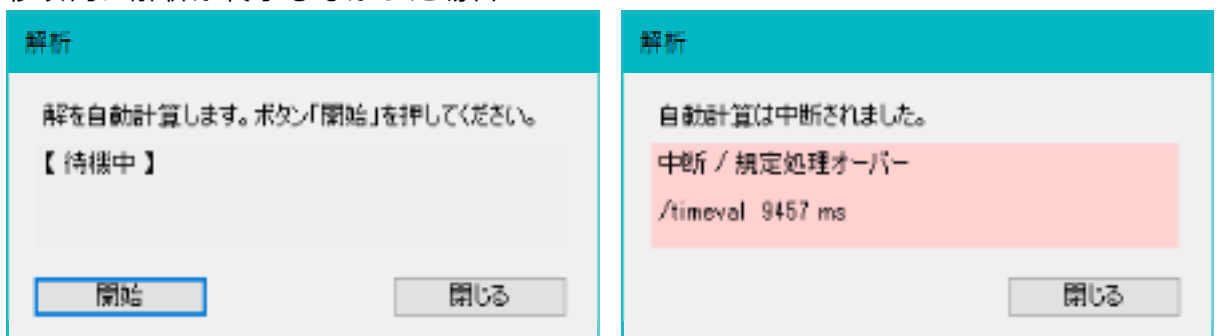 解析
解を自動計算します。ボタン「開始」を押してください。
【 待機中 】
開始
閉じる
解析
自動計算は中断されました。
中断 / 規定処理オーバー
/timeval 9457 ms
閉じる